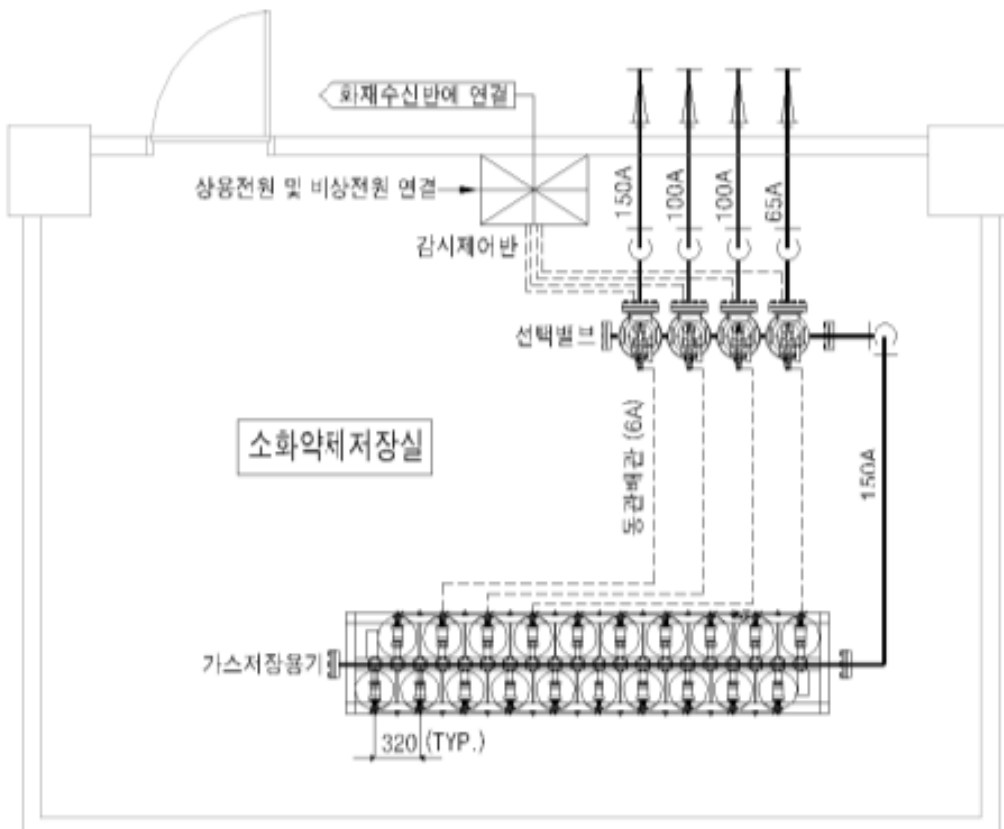 화재수신반에 연결
상용전원 및 비상전원 연결
감시제어반
150A
100A
100A
65A
선택밸브
소화약제저장실
동관배관 (6A)
150A
가스저장용기
320 (TYP.)